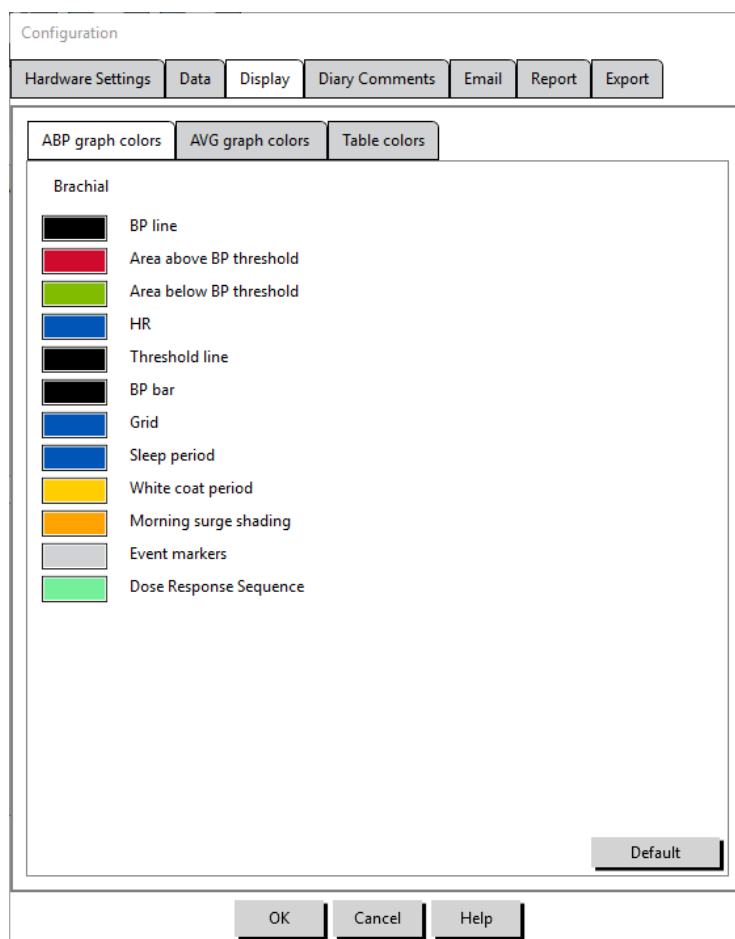 Configuration
Hardware Settings Data Display Diary Comments Email Report Export
ABP graph colors AVG graph colors Table colors
Brachial
BP line
Area above BP threshold
Area below BP threshold
HR
Threshold line
BP bar
Grid
Sleep period
White coat period
Morning surge shading
Event markers
Dose Response Sequence
Default
OK Cancel Help